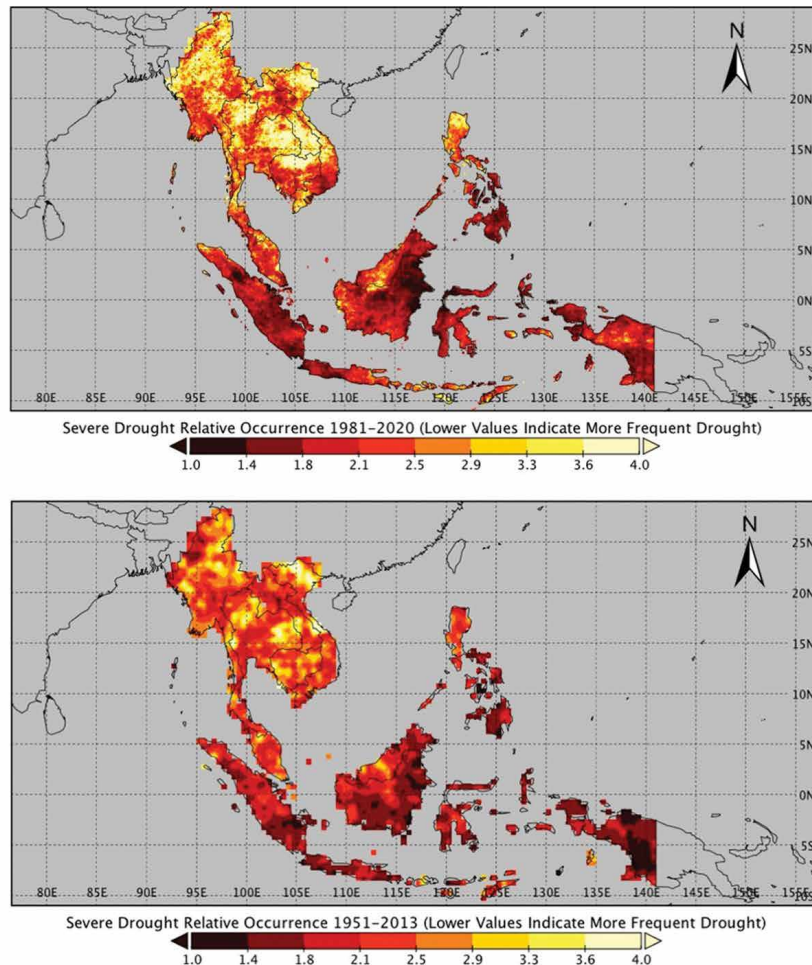 N
25N
20N
15N
10N
5N
0N
5S
10S
80E 85E 90E 95E 100E 105E 110E 115E 120E 125E 130E 135E 140E 145E 150E 155E
Severe Drought Relative Occurrence 1981-2020 (Lower Values Indicate More Frequent Drought)
1.0 1.4 1.8 2.1 2.5 2.9 3.3 3.6 4.0
N
25N
20N
15N
10N
5N
0N
5S
10S
80E 85E 90E 95E 100E 105E 110E 115E 120E 125E 130E 135E 140E 145E 150E 155E
Severe Drought Relative Occurrence 1951-2013 (Lower Values Indicate More Frequent Drought)
1.0 1.4 1.8 2.1 2.5 2.9 3.3 3.6 4.0